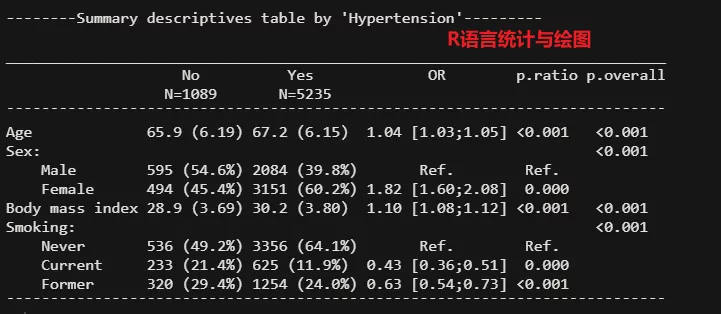 --------Summary descriptives table by 'Hypertension'---------
R语言统计与绘图
No Yes OR p.ratio p.overall
N=1089 N=5235
Age 65.9 (6.19) 67.2 (6.15) 1.04 [1.03;1.05] <0.001 <0.001
Sex: <0.001
Male 595 (54.6%) 2084 (39.8%) Ref. Ref.
Female 494 (45.4%) 3151 (60.2%) 1.82 [1.60;2.08] 0.000
Body mass index 28.9 (3.69) 30.2 (3.80) 1.10 [1.08;1.12] <0.001 <0.001
Smoking: <0.001
Never 536 (49.2%) 3356 (64.1%) Ref. Ref.
Current 233 (21.4%) 625 (11.9%) 0.43 [0.36;0.51] 0.000
Former 320 (29.4%) 1254 (24.0%) 0.63 [0.54;0.73] <0.001